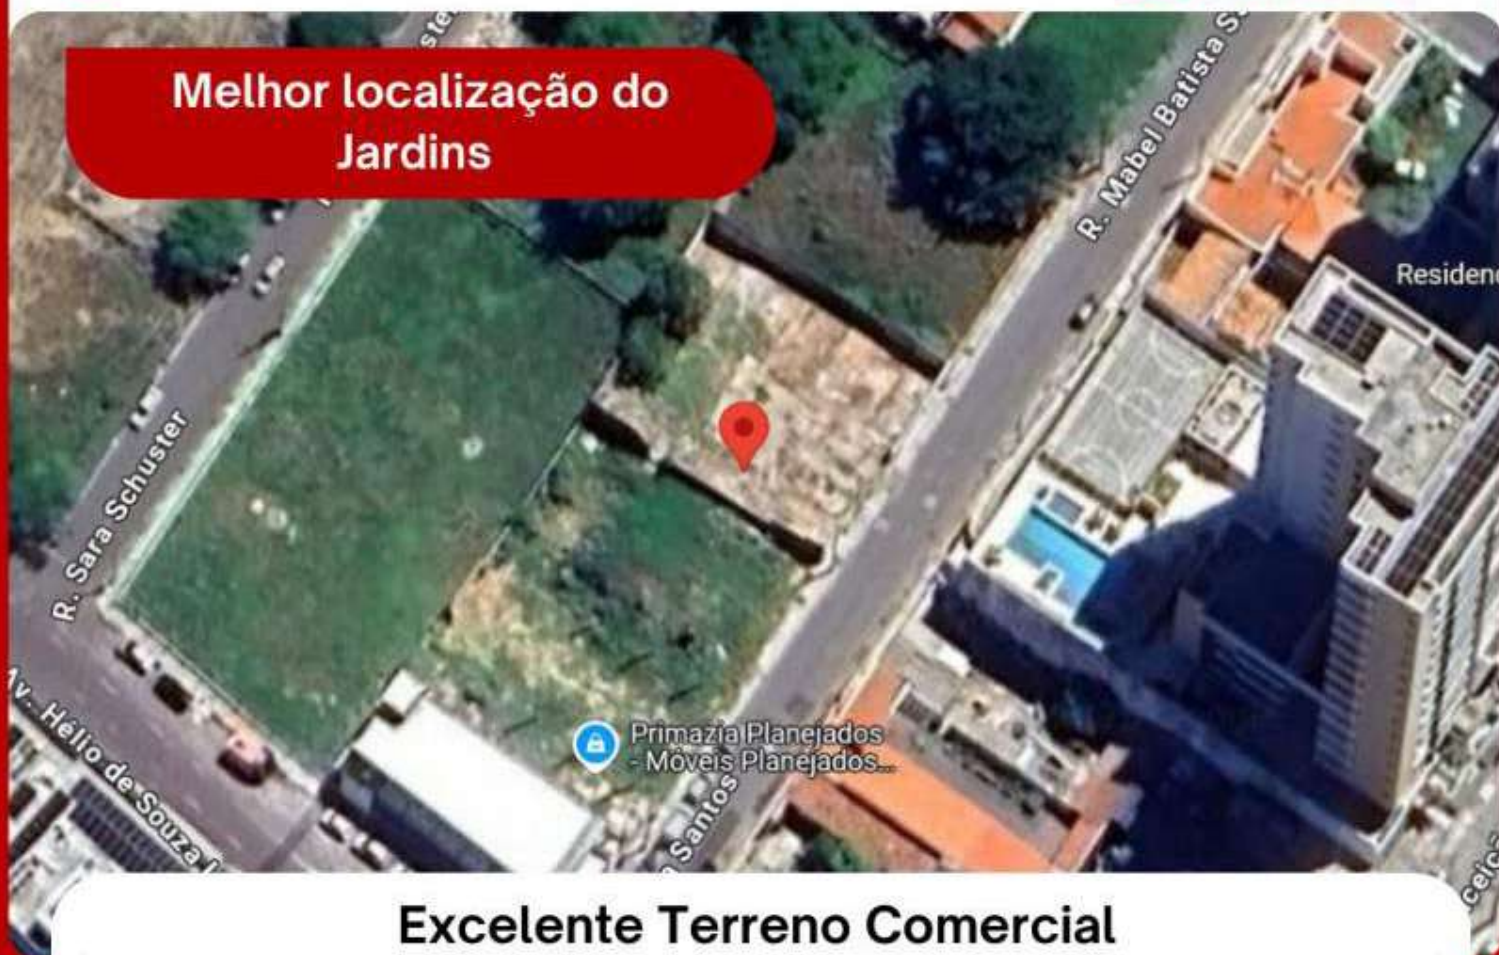 Melhor localização do
Jardins
R. Mabel Batista S
Residenc
R. Sara Schuster
Av. Hélio de Souza
Primazia Planejados
- Móveis Planejados...
Santos
Excelente Terreno Comercial